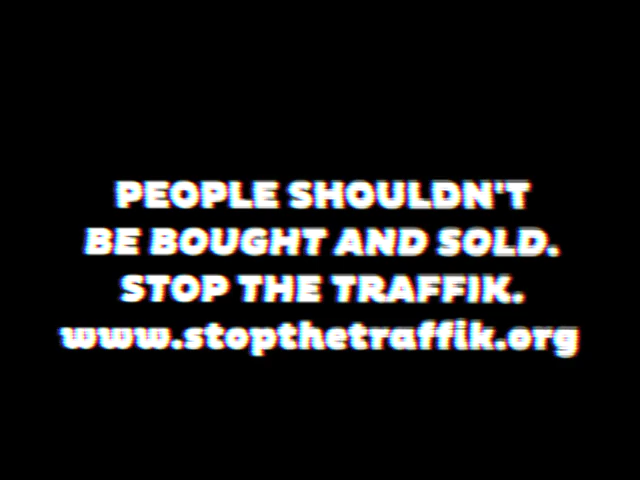 PEOPLE SHOULDN'T
BE BOUGHT AND SOLD.
STOP THE TRAFFIK.
www.stopthetraffik.org